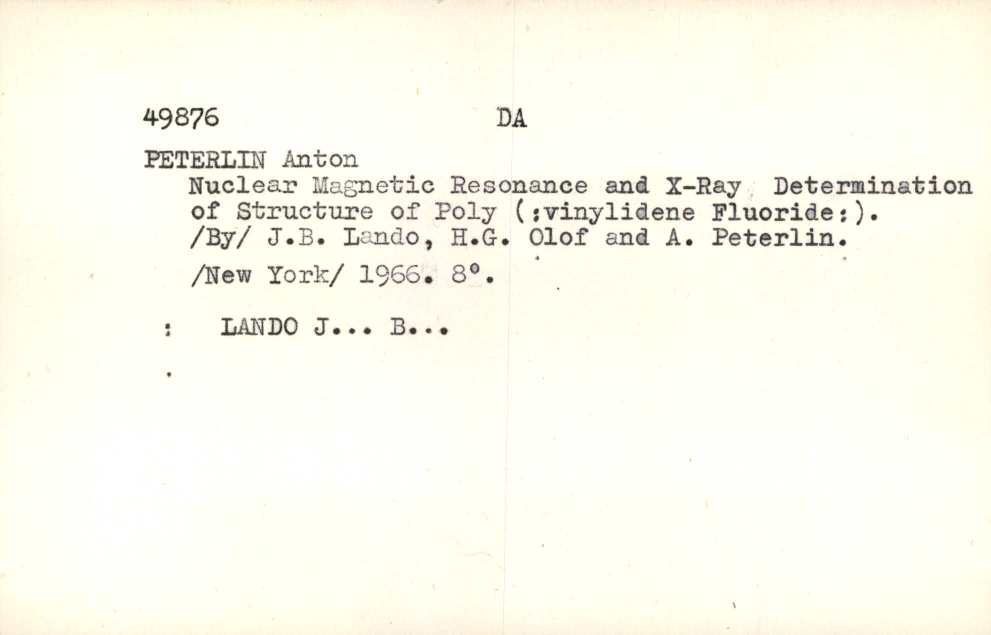 49876 DA
PETERLIN Anton
Nuclear Magnetic Resonance and X-Ray Determination
of Structure of Poly (:vinylidene Fluoride:).
/By/ J.B. Lando, H.G. Olof and A. Peterlin.
/New York/ 1966. 8°.
: LANDO J... B...
.